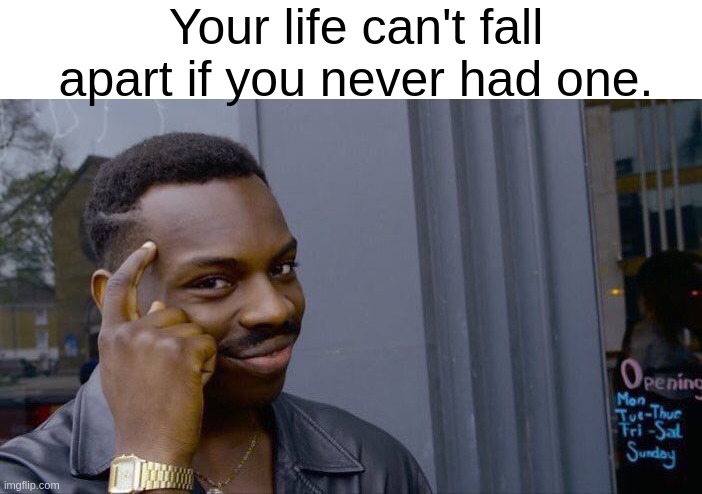 Your life can't fall
apart if you never had one.
Opening
Mon
Tue-Thur
Fri-Sat
Sunday
imgflip.com